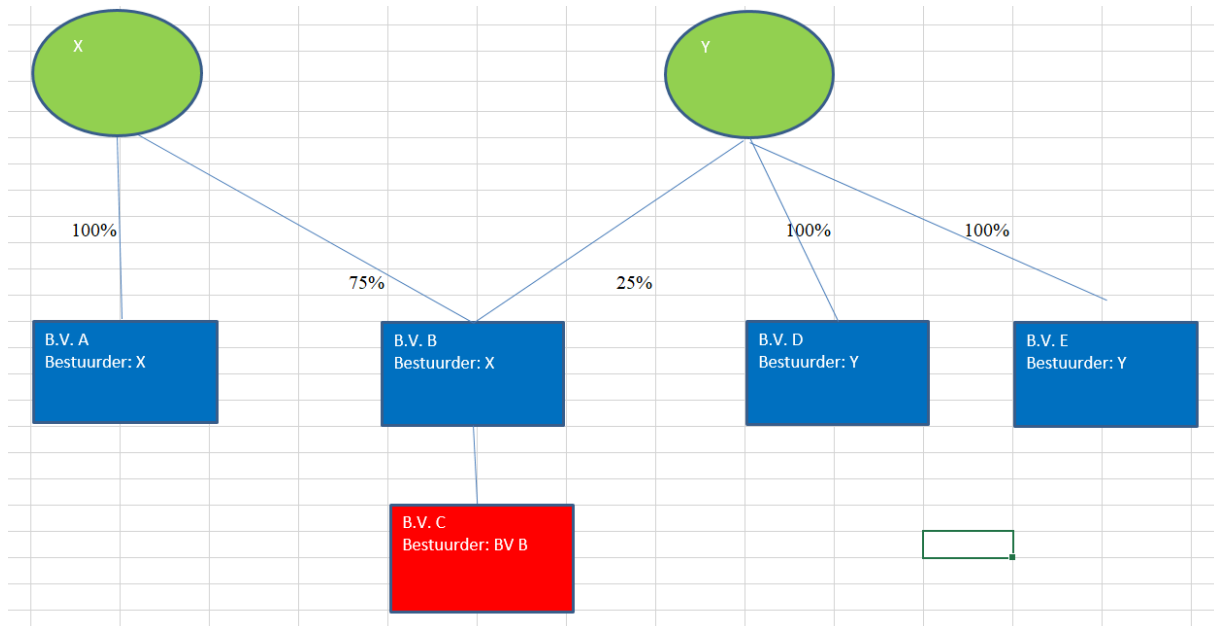 X
Y
100%
100%
100%
75%
25%
B.V. A
Bestuurder: X
B.V. B
Bestuurder: X
B.V. D
Bestuurder: Y
B.V. E
Bestuurder: Y
B.V. C
Bestuurder: BV B